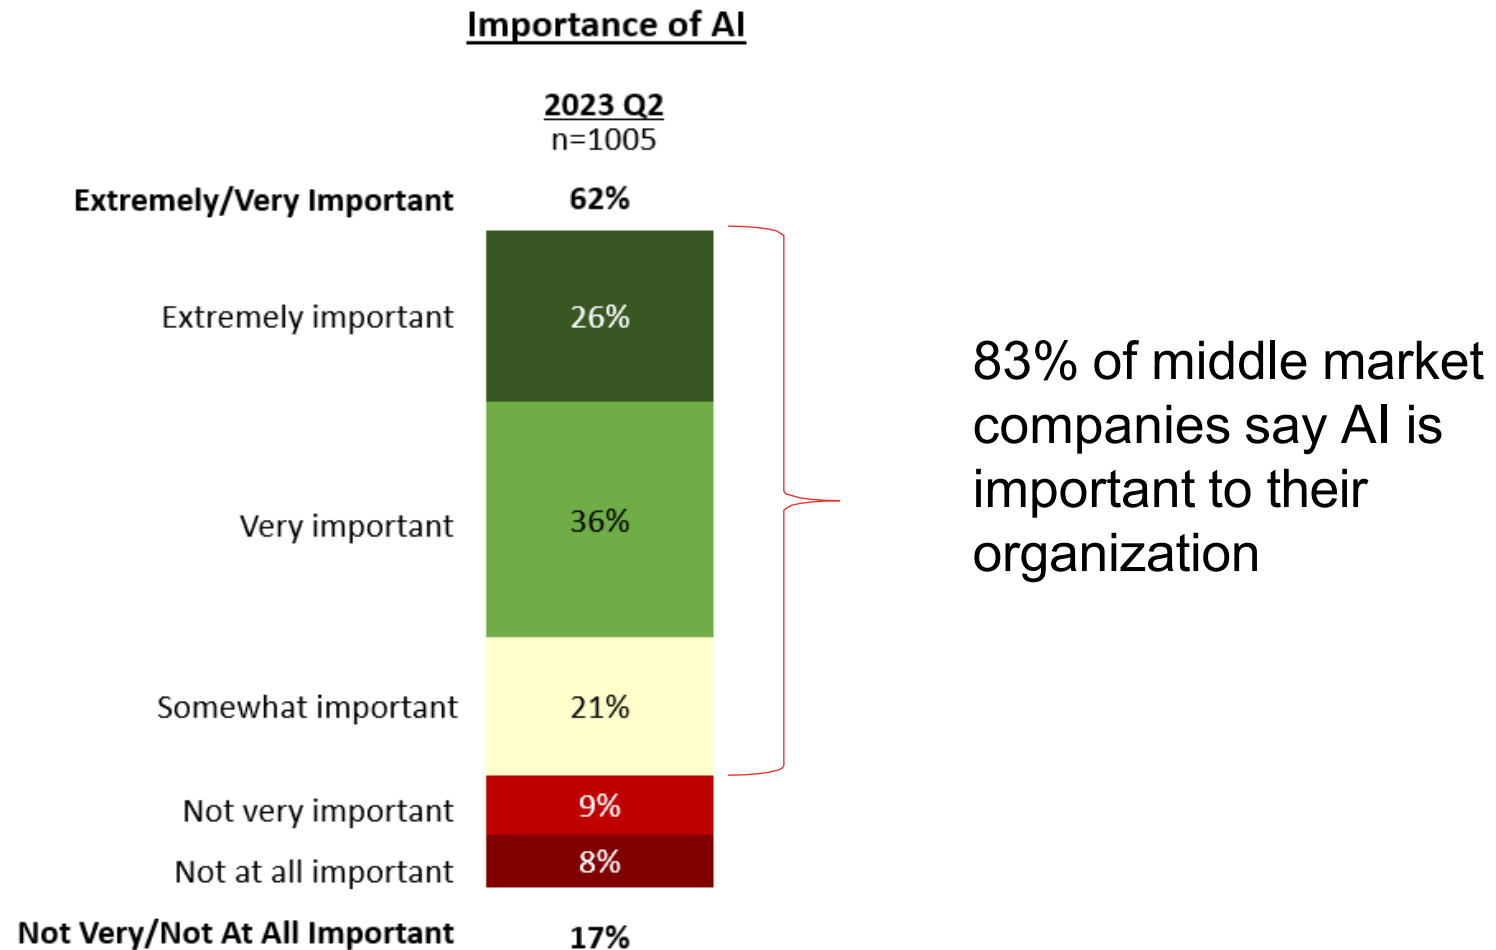 Importance of AI
2023 Q2
n=1005
Extremely/Very Important 62%
Extremely important 26%
Very important 36%
Somewhat important 21%
Not very important 9%
Not at all important 8%
Not Very/Not At All Important 17%
83% of middle market
companies say AI is
important to their
organization